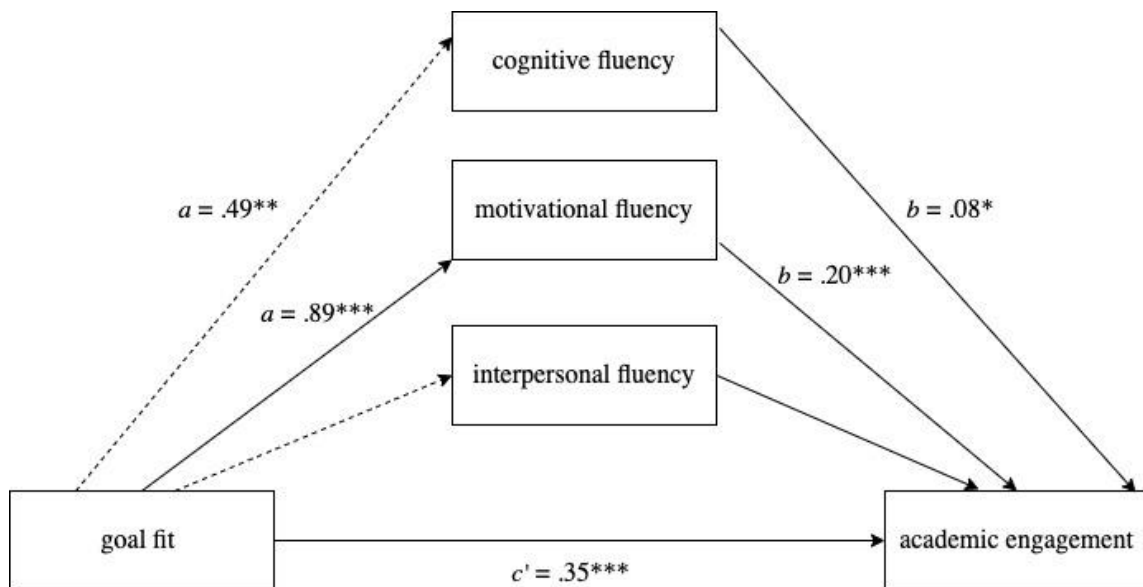 cognitive fluency
a = .49**
motivational fluency
b = .08*
a = .89***
b = .20***
interpersonal fluency
goal fit
academic engagement
c' = .35***